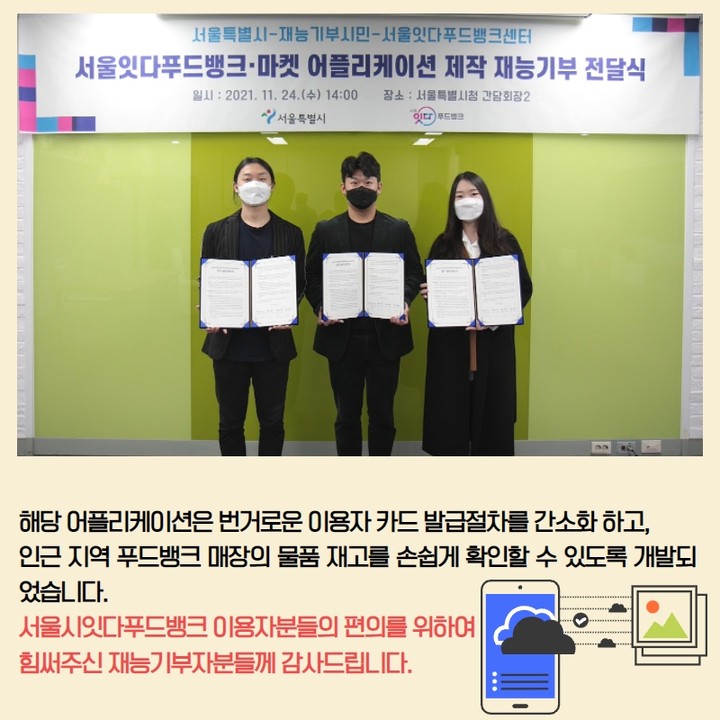 서울특별시-재능기부시민-서울잇다푸드뱅크센터
서울잇다푸드뱅크·마켓 어플리케이션 제작 재능기부 전달식
일시 : 2021. 11. 24.(수) 14:00 장소 : 서울특별시청 간담회장2
서울특별시 잇다 푸드뱅크
해당 어플리케이션은 번거로운 이용자 카드 발급절차를 간소화 하고,
인근 지역 푸드뱅크 매장의 물품 재고를 손쉽게 확인할 수 있도록 개발되
었습니다.
서울시잇다푸드뱅크 이용자분들의 편의를 위하여
힘써주신 재능기부자분들께 감사드립니다.